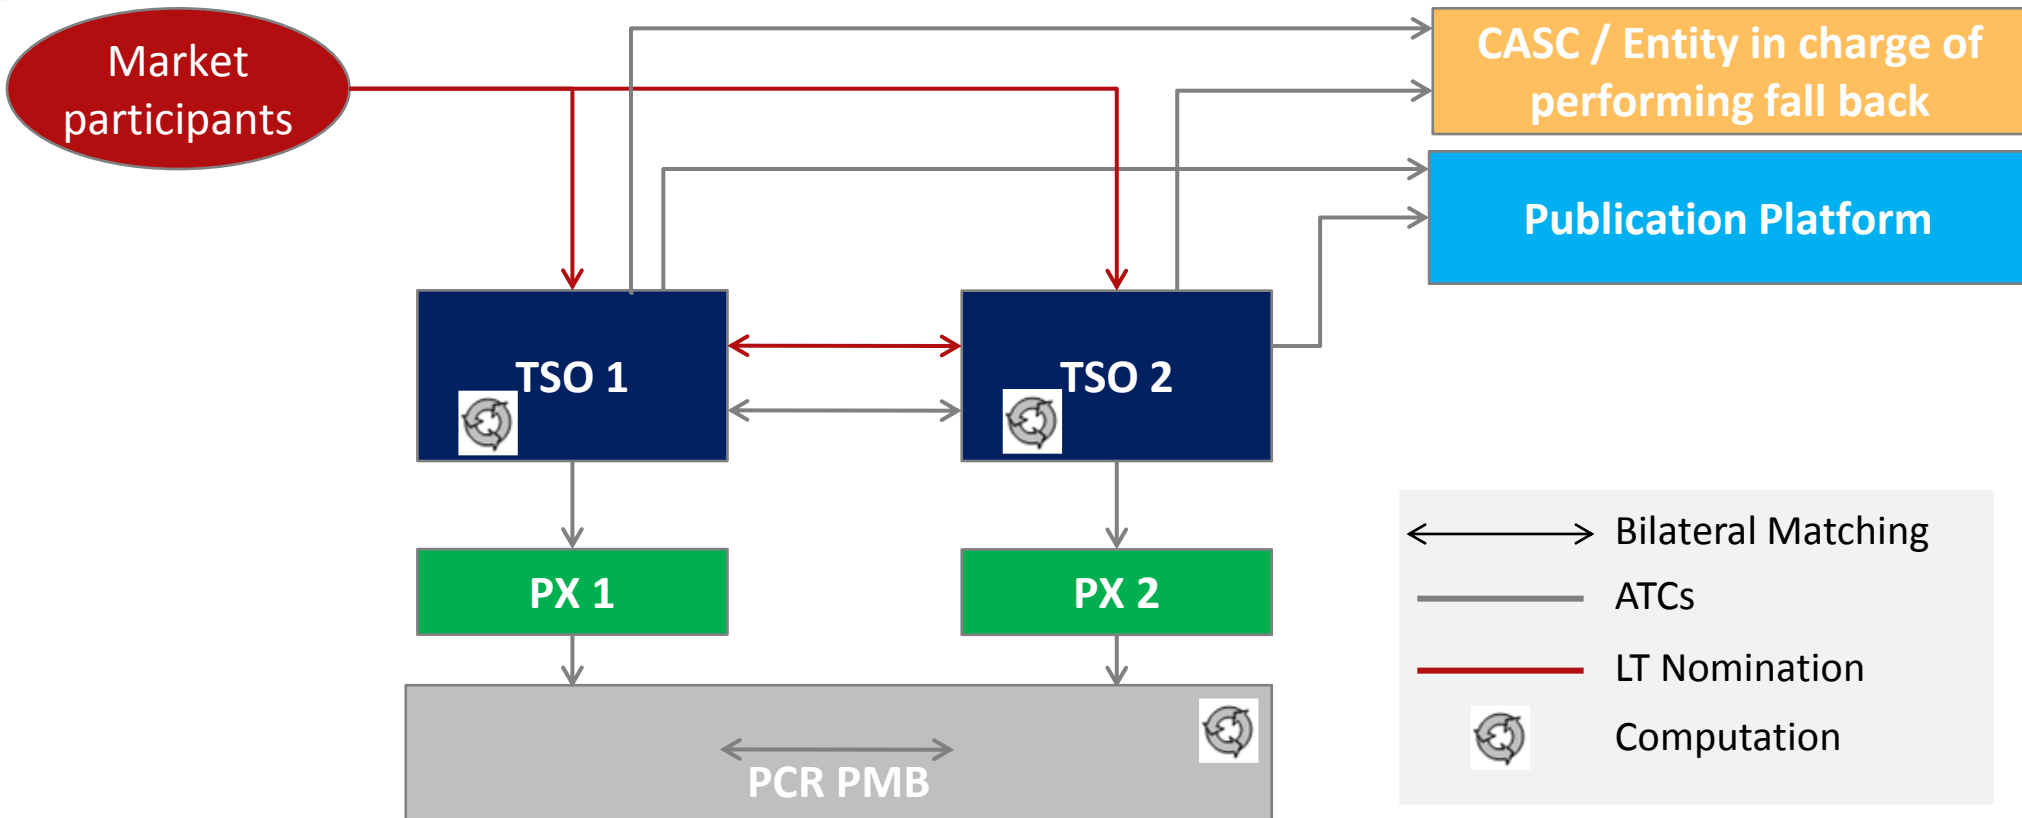 Market
participants
CASC / Entity in charge of
performing fall back
Publication Platform
TSO 1
TSO 2
PX 1
PX 2
PCR PMB
Bilateral Matching
ATCs
LT Nomination
Computation